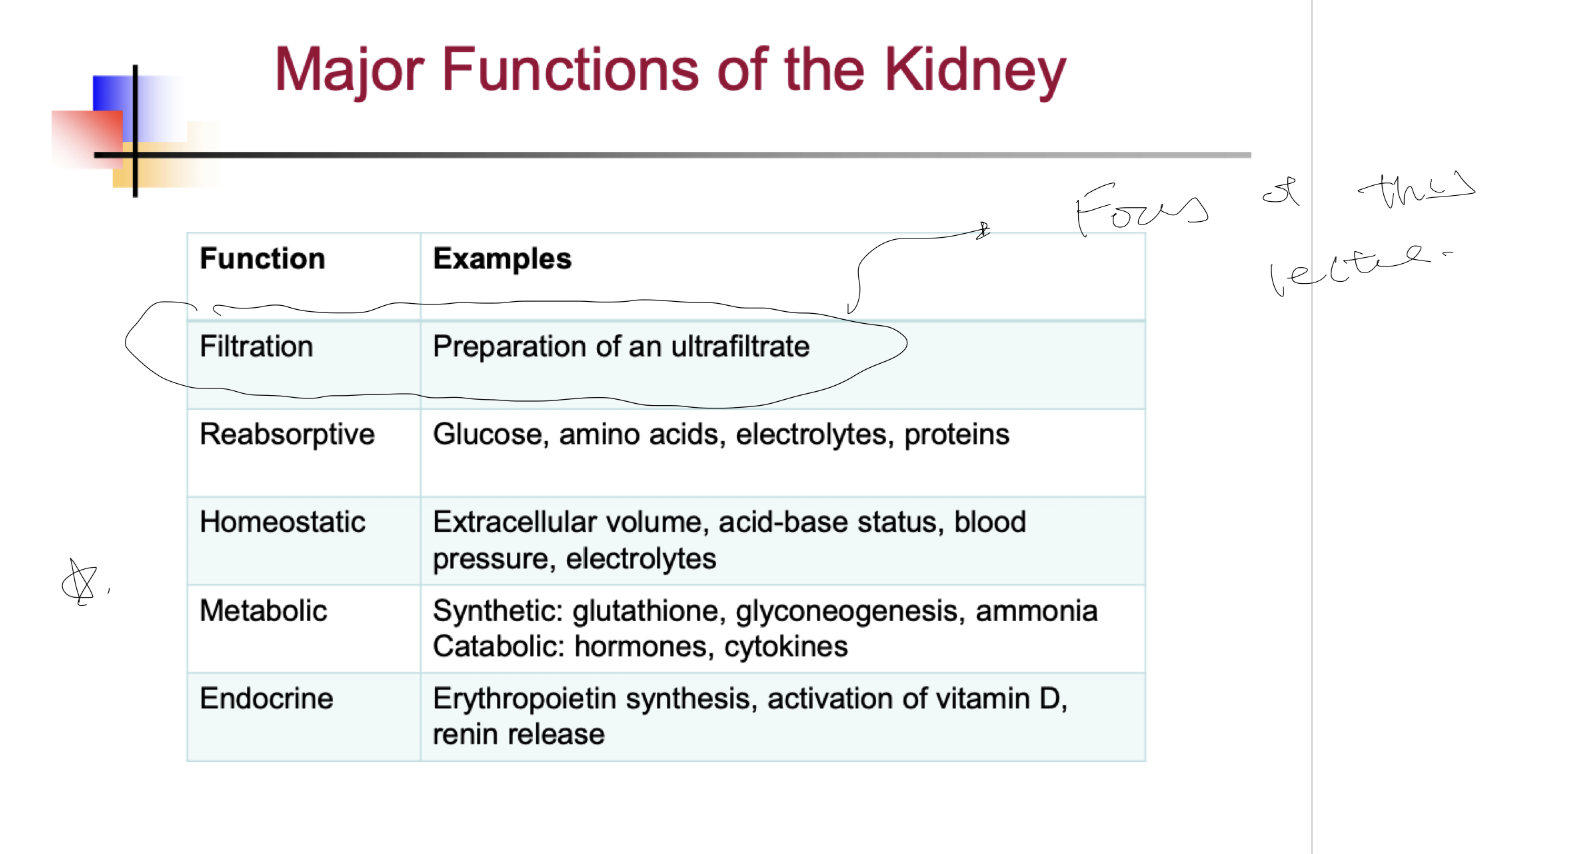 Major Functions of the Kidney
Focus of this
lecture.
Function Examples
Filtration Preparation of an ultrafiltrate
Reabsorptive Glucose, amino acids, electrolytes, proteins
Homeostatic Extracellular volume, acid-base status, blood
pressure, electrolytes
Metabolic Synthetic: glutathione, glyconeogenesis, ammonia
Catabolic: hormones, cytokines
Endocrine Erythropoietin synthesis, activation of vitamin D,
renin release